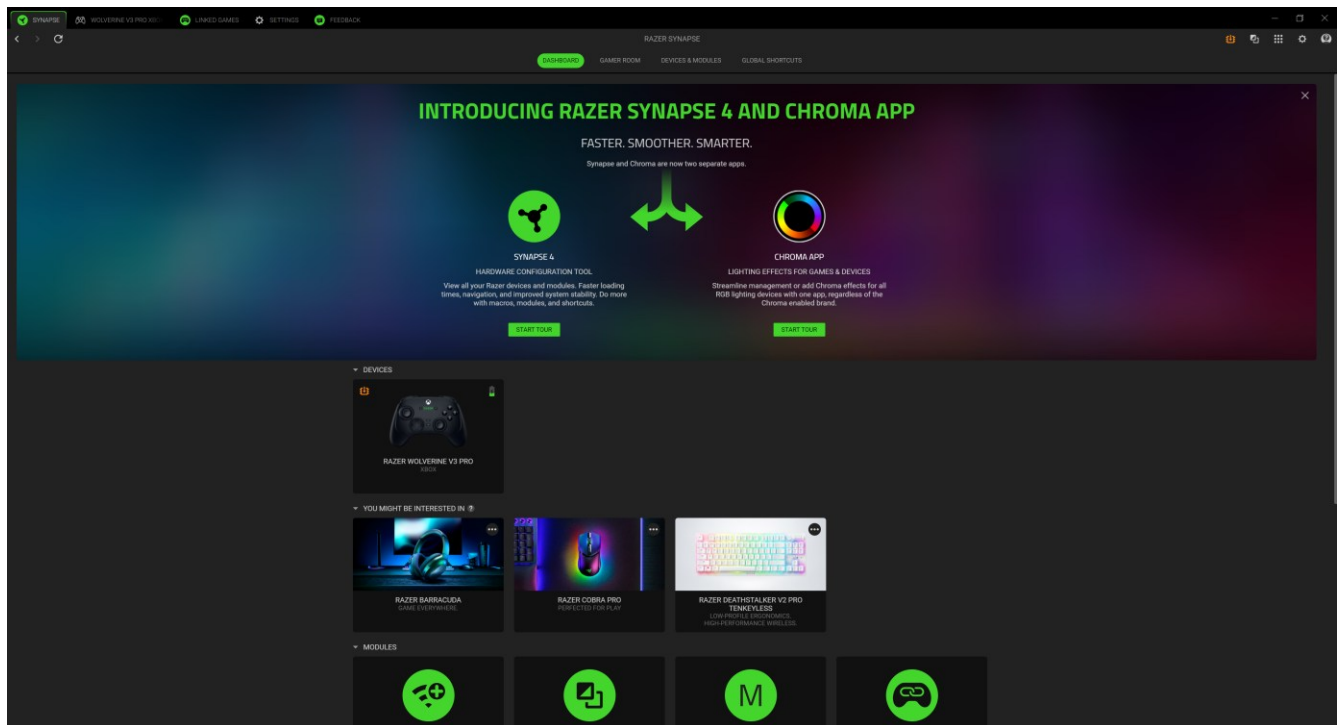 SYNAPSE
WOLVERINE V3 PRO XBO
LINKED GAMES
SETTINGS
FEEDBACK
RAZER SYNAPSE
DASHBOARD
GAMER ROOM
DEVICES & MODULES
GLOBAL SHORTCUTS
INTRODUCING RAZER SYNAPSE 4 AND CHROMA APP
FASTER. SMOOTHER. SMARTER.
Synapse and Chroma are now two separate apps.
SYNAPSE 4
HARDWARE CONFIGURATION TOOL
View all your Razer devices and modules. Faster loading
times, navigation, and improved system stability. Do more
with macros, modules, and shortcuts.
START TOUR
CHROMA APP
LIGHTING EFFECTS FOR GAMES & DEVICES
Streamline management or add Chroma effects for all
RGB lighting devices with one app, regardless of the
Chroma enabled brand.
START TOUR
DEVICES
RAZER WOLVERINE V3 PRO
XBOX
YOU MIGHT BE INTERESTED IN
RAZER BARRACUDA
GAME EVERYWHERE.
RAZER COBRA PRO
PERFECTED FOR PLAY
RAZER DEATHSTALKER V2 PRO
TENKEYLESS
LOW-PROFILE ERGONOMICS.
HIGH-PERFORMANCE WIRELESS.
MODULES
M